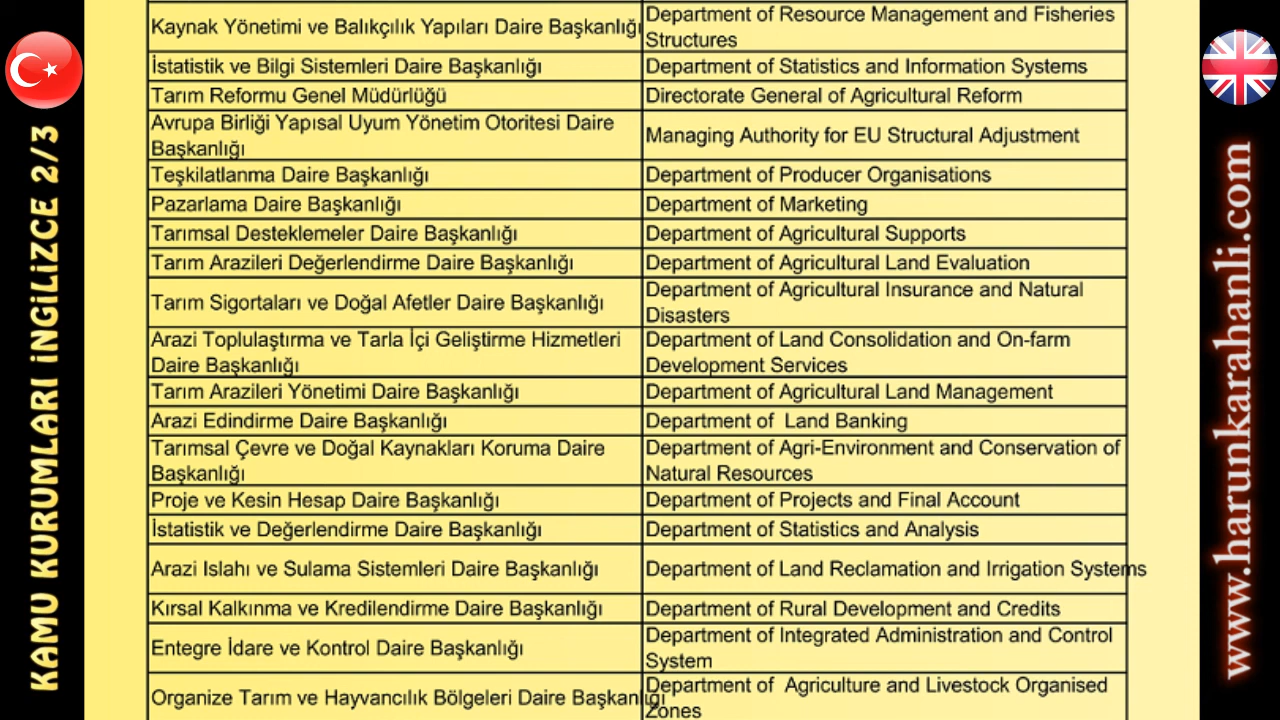 KAMU KURUMLARI İNGİLİZCE 2/3
Kaynak Yönetimi ve Balıkçılık Yapıları Daire Başkanlığı
Department of Resource Management and Fisheries
Structures
İstatistik ve Bilgi Sistemleri Daire Başkanlığı
Department of Statistics and Information Systems
Tarım Reformu Genel Müdürlüğü
Directorate General of Agricultural Reform
Avrupa Birliği Yapısal Uyum Yönetim Otoritesi Daire
Başkanlığı
Managing Authority for EU Structural Adjustment
Teşkilatlanma Daire Başkanlığı
Department of Producer Organisations
Pazarlama Daire Başkanlığı
Department of Marketing
Tarımsal Desteklemeler Daire Başkanlığı
Department of Agricultural Supports
Tarım Arazileri Değerlendirme Daire Başkanlığı
Department of Agricultural Land Evaluation
Tarım Sigortaları ve Doğal Afetler Daire Başkanlığı
Department of Agricultural Insurance and Natural
Disasters
Arazi Toplulaştırma ve Tarla İçi Geliştirme Hizmetleri
Daire Başkanlığı
Department of Land Consolidation and On-farm
Development Services
Tarım Arazileri Yönetimi Daire Başkanlığı
Department of Agricultural Land Management
Arazi Edindirme Daire Başkanlığı
Department of  Land Banking
Tarımsal Çevre ve Doğal Kaynakları Koruma Daire
Başkanlığı
Department of Agri-Environment and Conservation of
Natural Resources
Proje ve Kesin Hesap Daire Başkanlığı
Department of Projects and Final Account
İstatistik ve Değerlendirme Daire Başkanlığı
Department of Statistics and Analysis
Arazi Islahı ve Sulama Sistemleri Daire Başkanlığı
Department of Land Reclamation and Irrigation Systems
Kırsal Kalkınma ve Kredilendirme Daire Başkanlığı
Department of Rural Development and Credits
Entegre İdare ve Kontrol Daire Başkanlığı
Department of Integrated Administration and Control
System
Organize Tarım ve Hayvancılık Bölgeleri Daire Başkanlığı
Department of  Agriculture and Livestock Organised
Zones
www.harunkarahanli.com